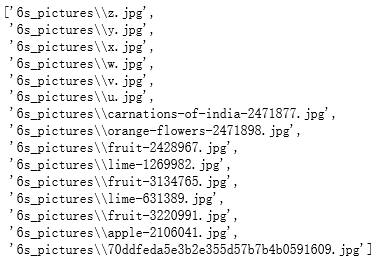 ['6s_pictures\\z.jpg',
'6s_pictures\\y.jpg',
'6s_pictures\\x.jpg',
'6s_pictures\\w.jpg',
'6s_pictures\\v.jpg',
'6s_pictures\\u.jpg',
'6s_pictures\\carnations-of-india-2471877.jpg',
'6s_pictures\\orange-flowers-2471898.jpg',
'6s_pictures\\fruit-2428967.jpg',
'6s_pictures\\lime-1269982.jpg',
'6s_pictures\\fruit-3134765.jpg',
'6s_pictures\\lime-631389.jpg',
'6s_pictures\\fruit-3220991.jpg',
'6s_pictures\\apple-2106041.jpg',
'6s_pictures\\70ddfeda5e3b2e355d57b7b4b0591609.jpg']